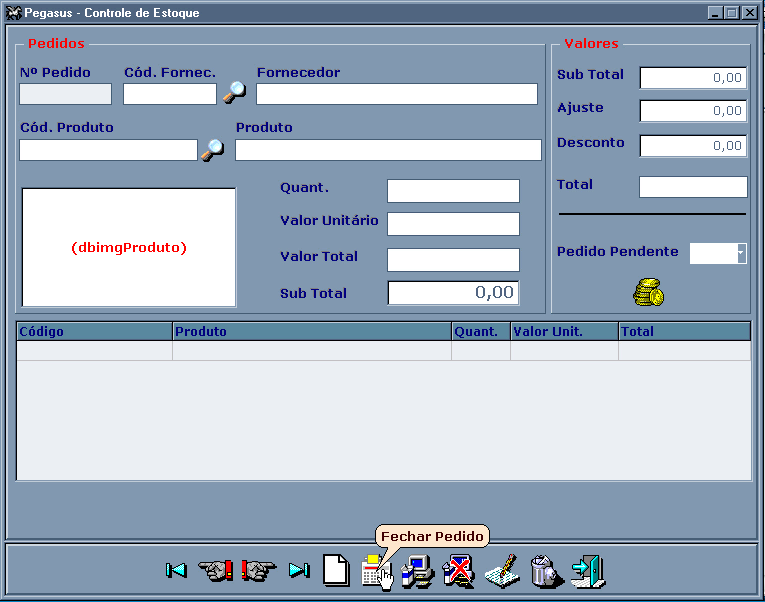 Pegasus - Controle de Estoque
Pedidos
Valores
Nº Pedido
Cód. Fornec.
Fornecedor
Sub Total
0,00
Ajuste
0,00
Cód. Produto
Produto
Desconto
0,00
Total
(dbimgProduto)
Quant.
Valor Unitário
Valor Total
Sub Total
0,00
Pedido Pendente
Código Produto Quant. Valor Unit. Total
Fechar Pedido